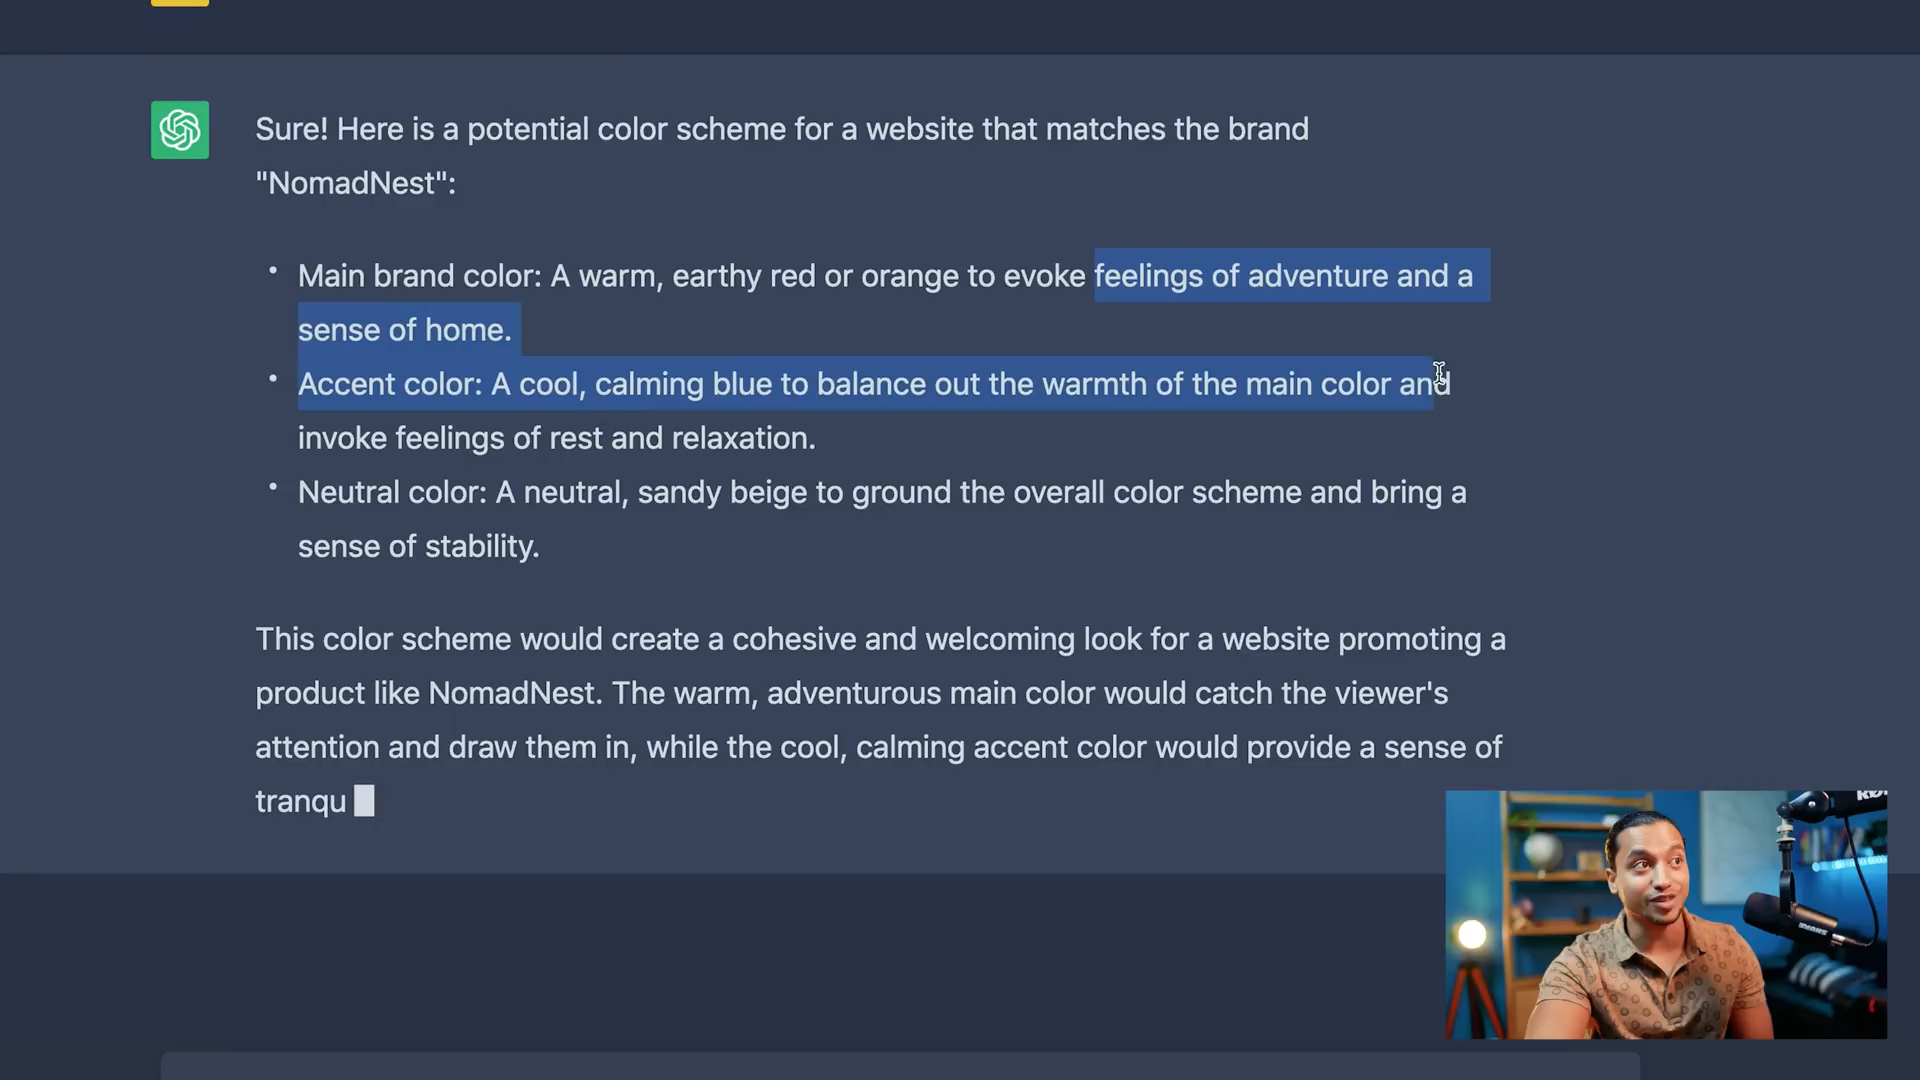 Sure! Here is a potential color scheme for a website that matches the brand
"NomadNest":
• Main brand color: A warm, earthy red or orange to evoke feelings of adventure and a
sense of home.
• Accent color: A cool, calming blue to balance out the warmth of the main color and
invoke feelings of rest and relaxation.
• Neutral color: A neutral, sandy beige to ground the overall color scheme and bring a
sense of stability.
This color scheme would create a cohesive and welcoming look for a website promoting a
product like NomadNest. The warm, adventurous main color would catch the viewer's
attention and draw them in, while the cool, calming accent color would provide a sense of
tranqu